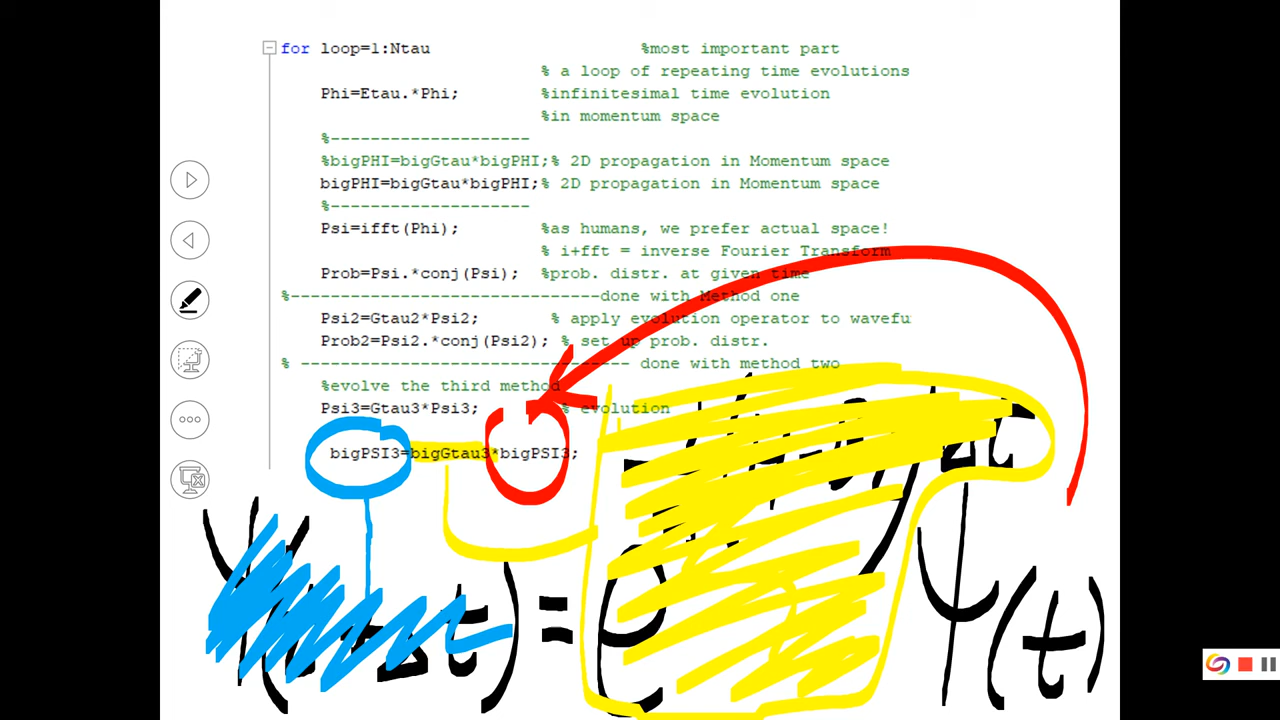 for loop=1:Ntau %most important part
% a loop of repeating time evolutions
Phi=Etau.*Phi; %infinitesimal time evolution
%in momentum space
%--------------------
%bigPHI=bigGtau*bigPHI;% 2D propagation in Momentum space
bigPHI=bigGtau*bigPHI;% 2D propagation in Momentum space
%--------------------
Psi=ifft(Phi); %as humans, we prefer actual space!
% i+fft = inverse Fourier Transform
Prob=Psi.*conj(Psi); %prob. distr. at given time
%-------------------------------done with Method one
Psi2=Gtau2*Psi2; % apply evolution operator to wavefu
Prob2=Psi2.*conj(Psi2); % set up prob. distr.
% --------------------------------- done with method two
%evolve the third method
Psi3=Gtau3*Psi3; % evolution
bigPSI3=bigGtau3*bigPSI3;
Ψ(t+Δt) = Ψ(t)